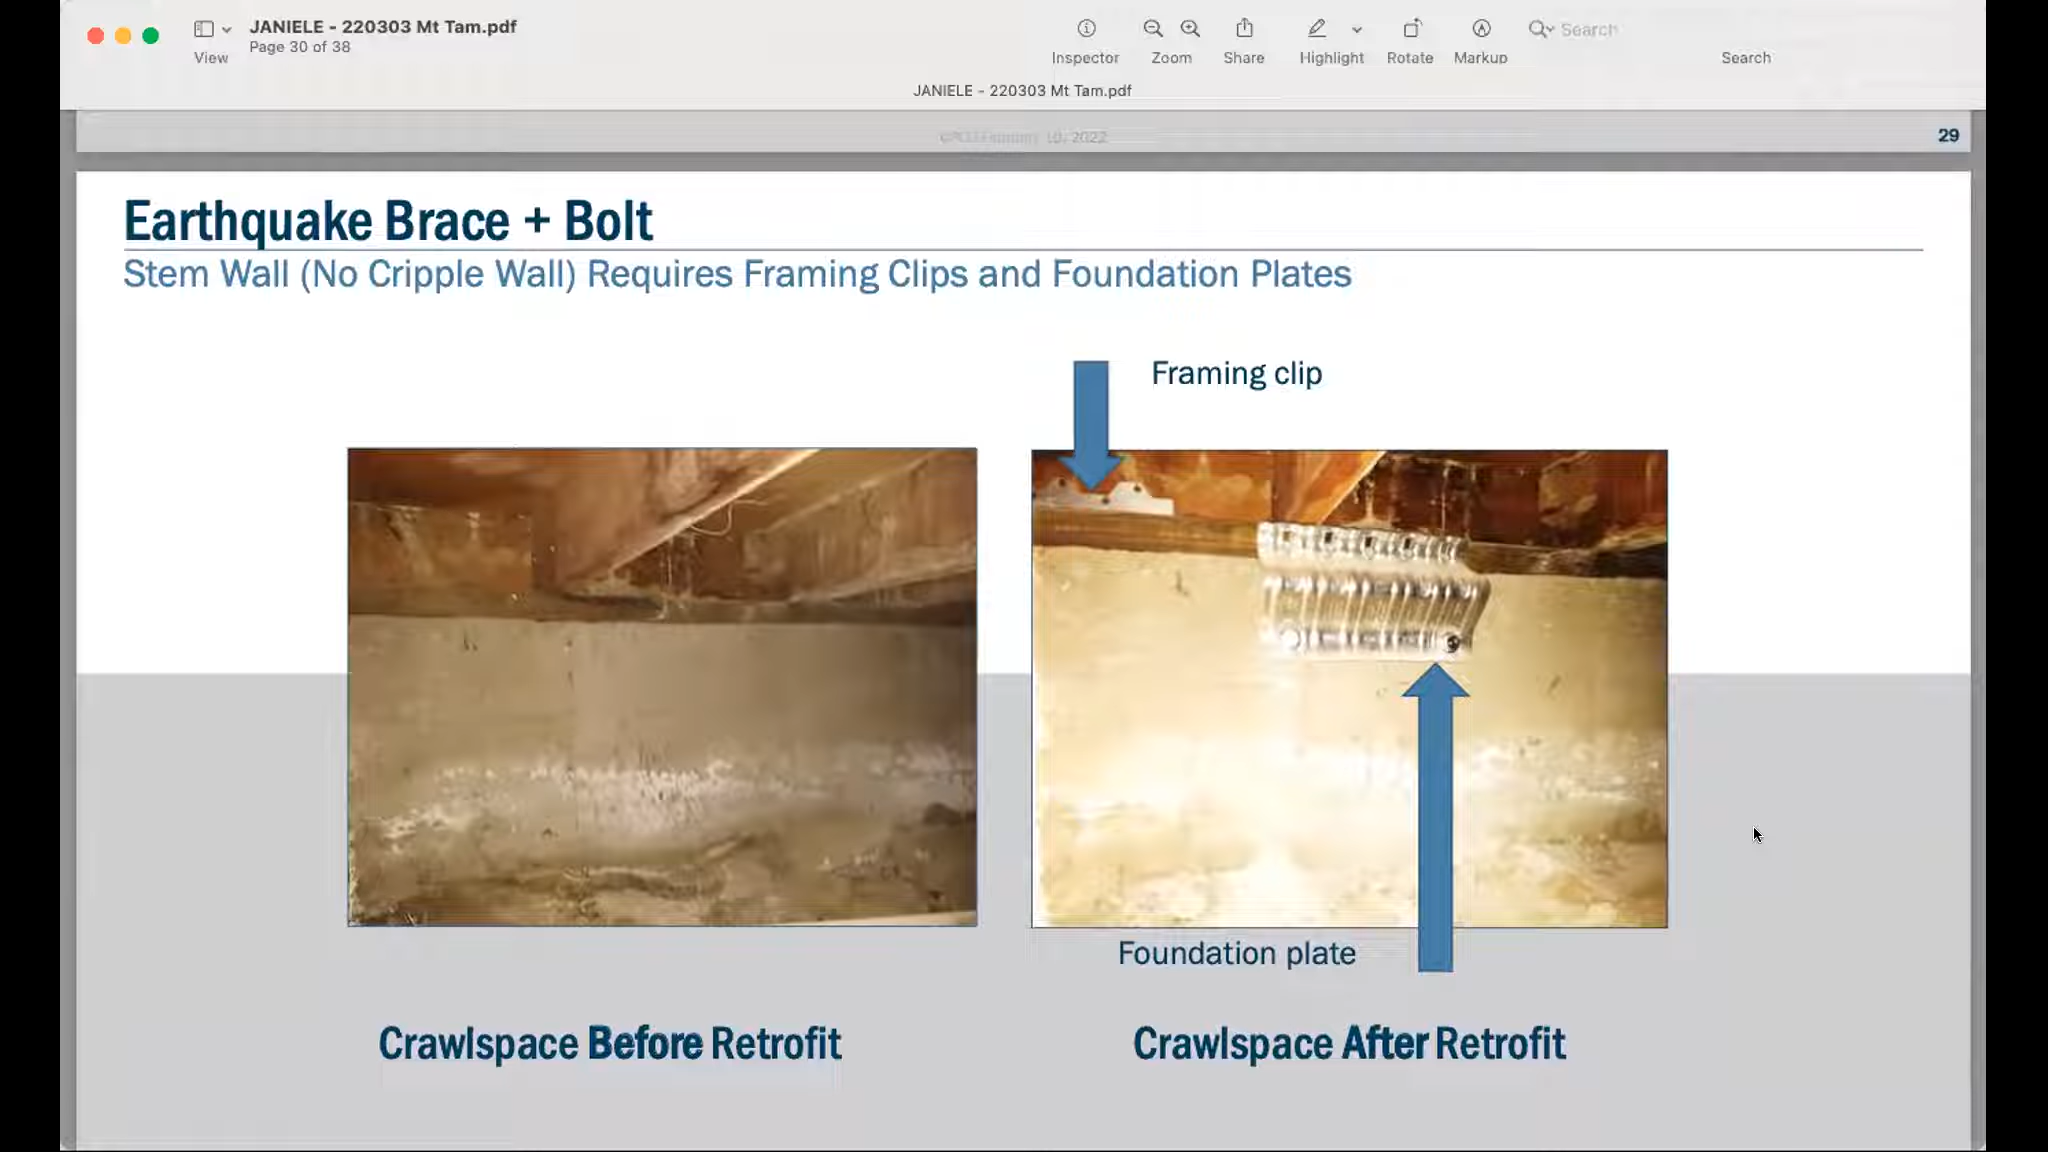 JANIELE - 220303 Mt Tam.pdf
Page 30 of 38
View
Inspector
Zoom
Share
Highlight
Rotate
Markup
Search
Search
JANIELE - 220303 Mt Tam.pdf
10, 2022
29
Earthquake Brace + Bolt
Stem Wall (No Cripple Wall) Requires Framing Clips and Foundation Plates
Framing clip
Foundation plate
Crawlspace Before Retrofit
Crawlspace After Retrofit